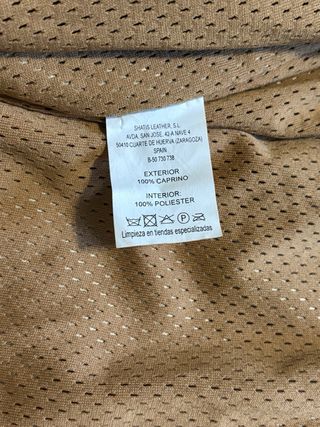 SHATIS LEATHER, S.L.
AVDA. SAN JOSE, 42-A NAVE 4
50410 CUARTE DE HUERVA (ZARAGOZA)
SPAIN
B-50 730 738
EXTERIOR
100% CAPRINO
INTERIOR:
100% POLIESTER
P
Limpieza en tiendas especializadas